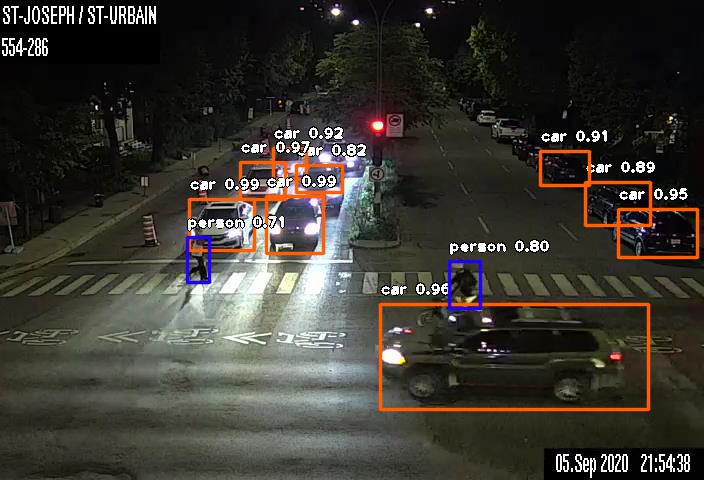 ST-JOSEPH / ST-URBAIN
554-286
car 0.92
car 0.97
car 0.82
car 0.91
car 0.89
car 0.99
car 0.99
car 0.95
person 0.71
person 0.80
car 0.96
05.Sep 2020 21:54:38